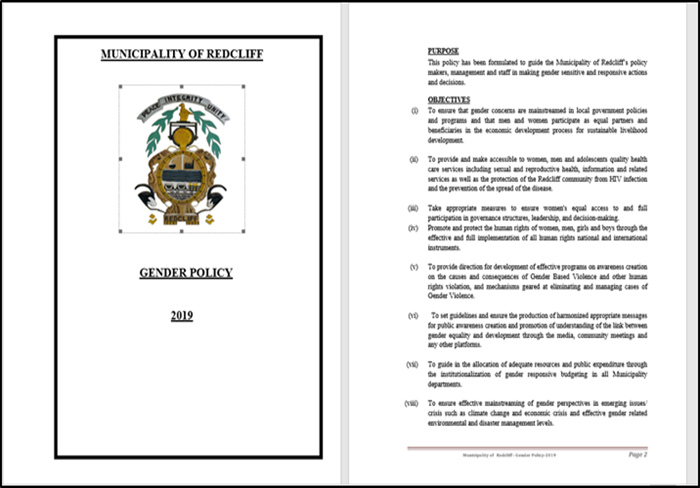 MUNICIPALITY OF REDCLIFF
PEACE INTEGRITY UNITY
REDCLIFF
GENDER POLICY
2019
PURPOSE
This policy has been formulated to guide the Municipality of Redcliff's policy
makers, management and staff in making gender sensitive and responsive actions
and decisions.
OBJECTIVES
(i) To ensure that gender concerns are mainstreamed in local government policies
and programs and that men and women participate as equal partners and
beneficiaries in the economic development process for sustainable livelihood
development.
(ii) To provide and make accessible to women, men and adolescents quality health
care services including sexual and reproductive health, information and related
services as well as the protection of the Redcliff community from HIV infection
and the prevention of the spread of the disease.
(iii) Take appropriate measures to ensure women's equal access to and full
participation in governance structures, leadership, and decision-making.
(iv) Promote and protect the human rights of women, men, girls and boys through the
effective and full implementation of all human rights national and international
instruments.
(v) To provide direction for development of effective programs on awareness creation
on the causes and consequences of Gender Based Violence and other human
rights violation, and mechanisms geared at eliminating and managing cases of
Gender Violence.
(vi) To set guidelines and ensure the production of harmonized appropriate messages
for public awareness creation and promotion of understanding of the link between
gender equality and development through the media, community meetings and
any other platforms.
(vii) To guide in the allocation of adequate resources and public expenditure through
the institutionalization of gender responsive budgeting in all Municipality
departments.
(viii) To ensure effective mainstreaming of gender perspectives in emerging issues/
crisis such as climate change and economic crisis and effective gender related
environmental and disaster management levels.
Municipality of Redcliff-Gender Policy-2019 Page 2